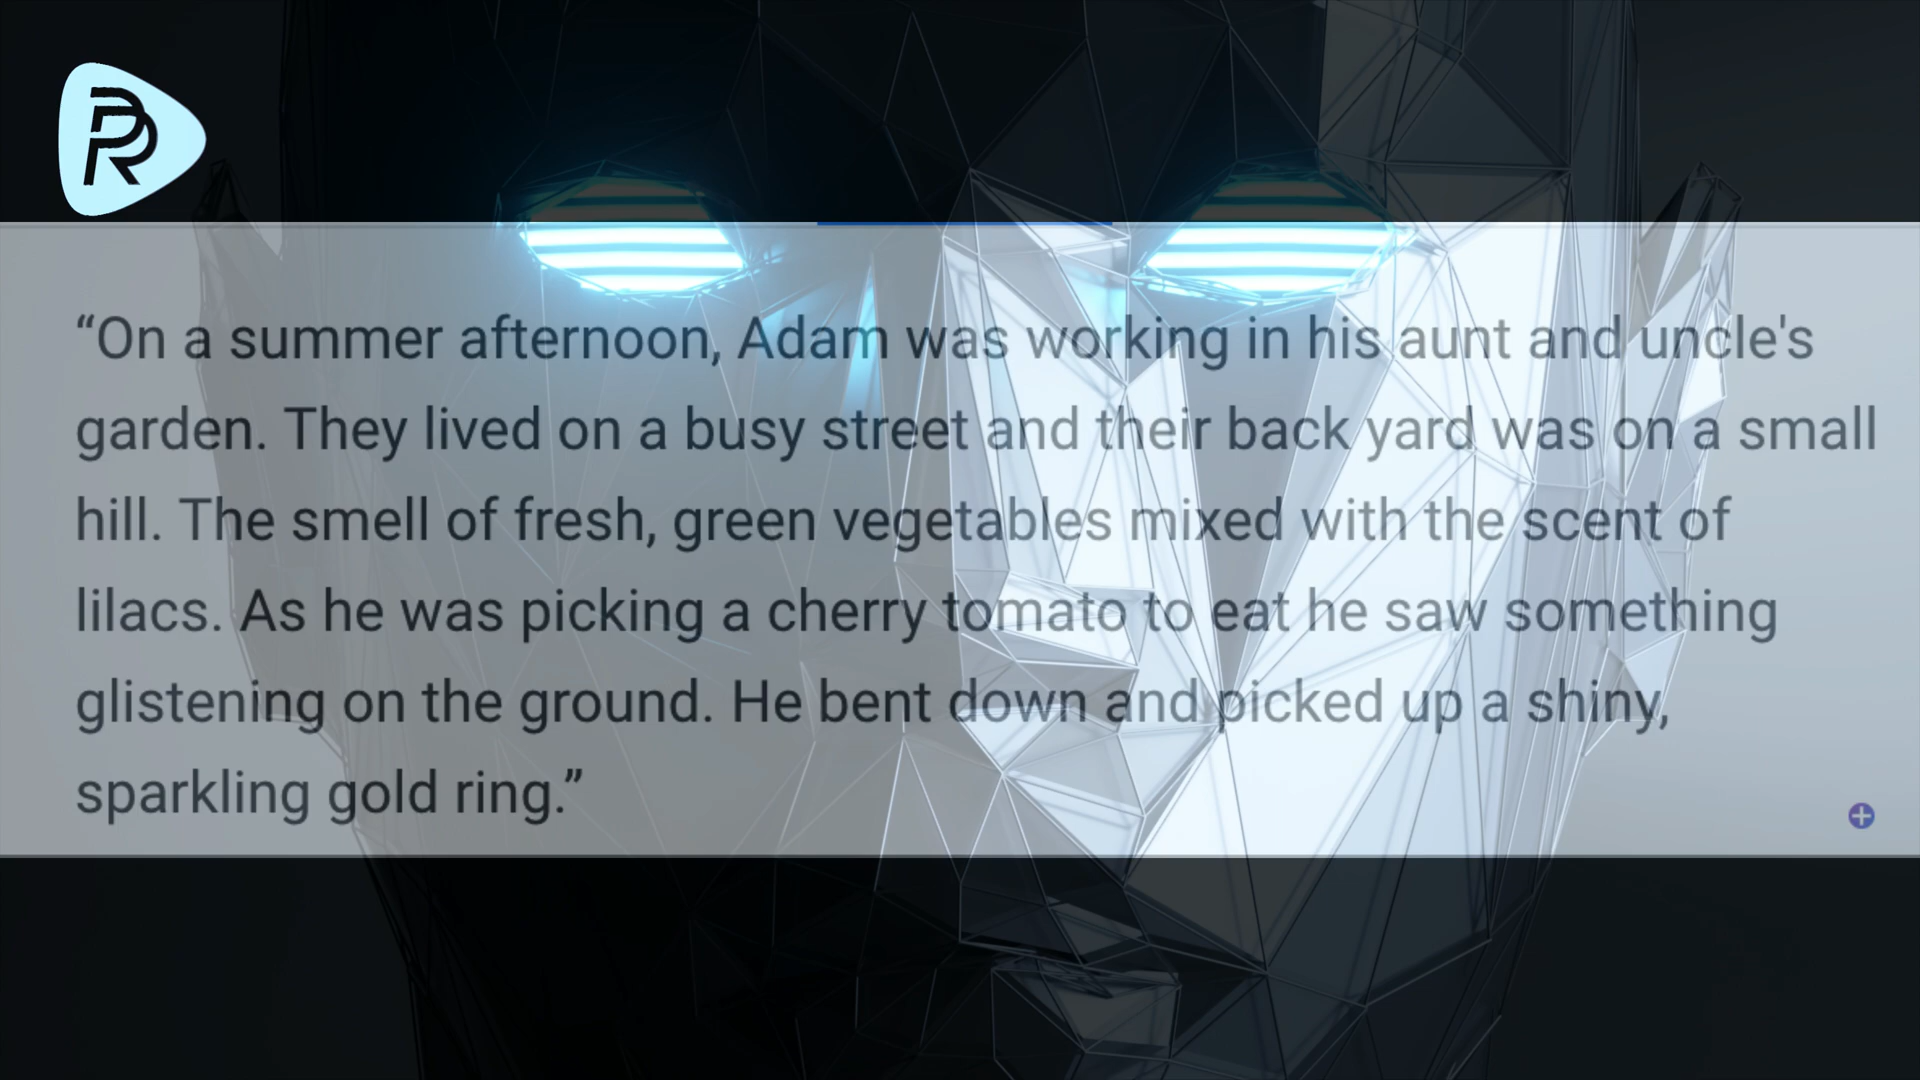 PR
“On a summer afternoon, Adam was working in his aunt and uncle's
garden. They lived on a busy street and their back yard was on a small
hill. The smell of fresh, green vegetables mixed with the scent of
lilacs. As he was picking a cherry tomato to eat he saw something
glistening on the ground. He bent down and picked up a shiny,
sparkling gold ring.”